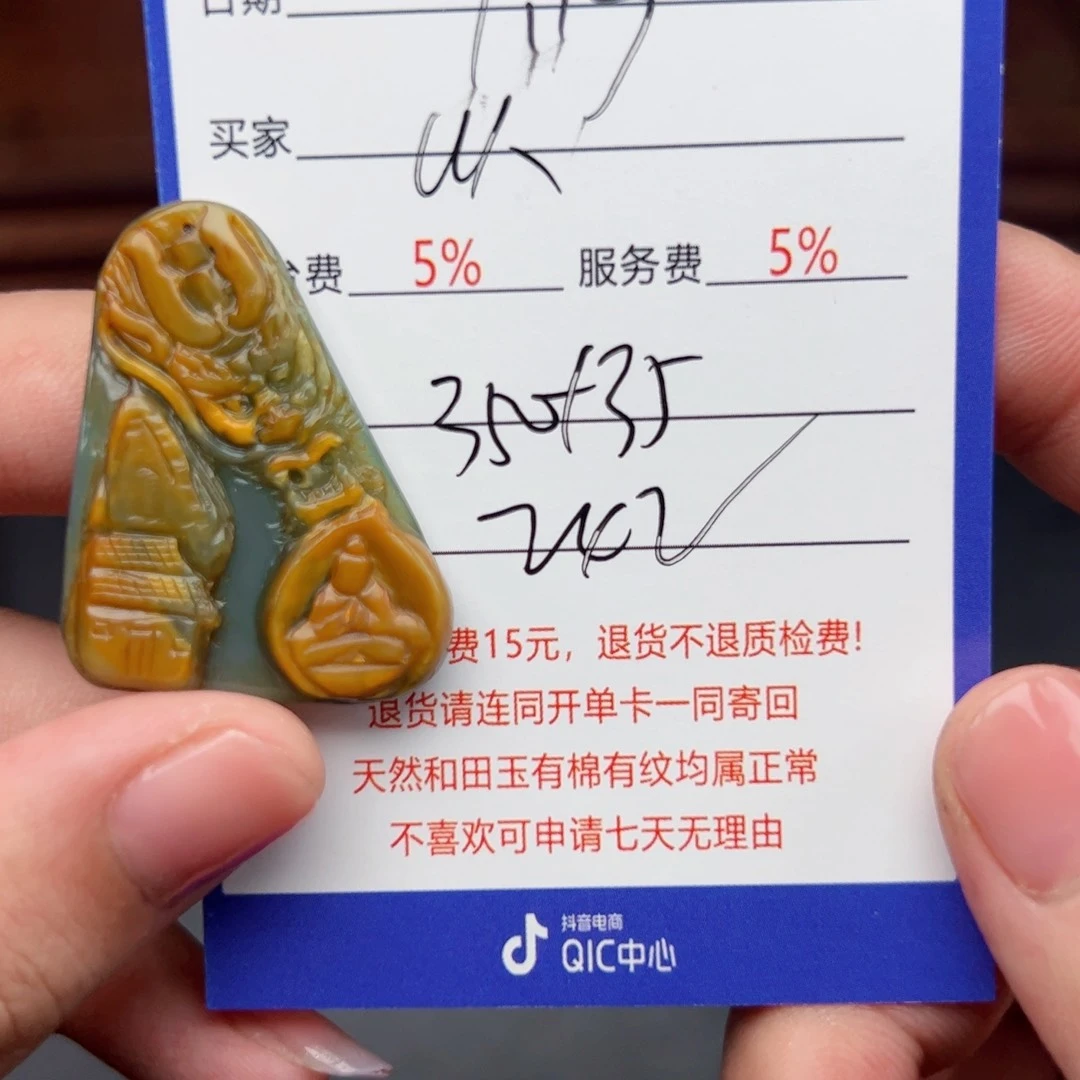 日期
买家
费 5% 服务费 5%
350+35
242
费15元，退货不退质检费！
退货请连同开单卡一同寄回
天然和田玉有棉有纹均属正常
不喜欢可申请七天无理由
抖音电商
QIC中心